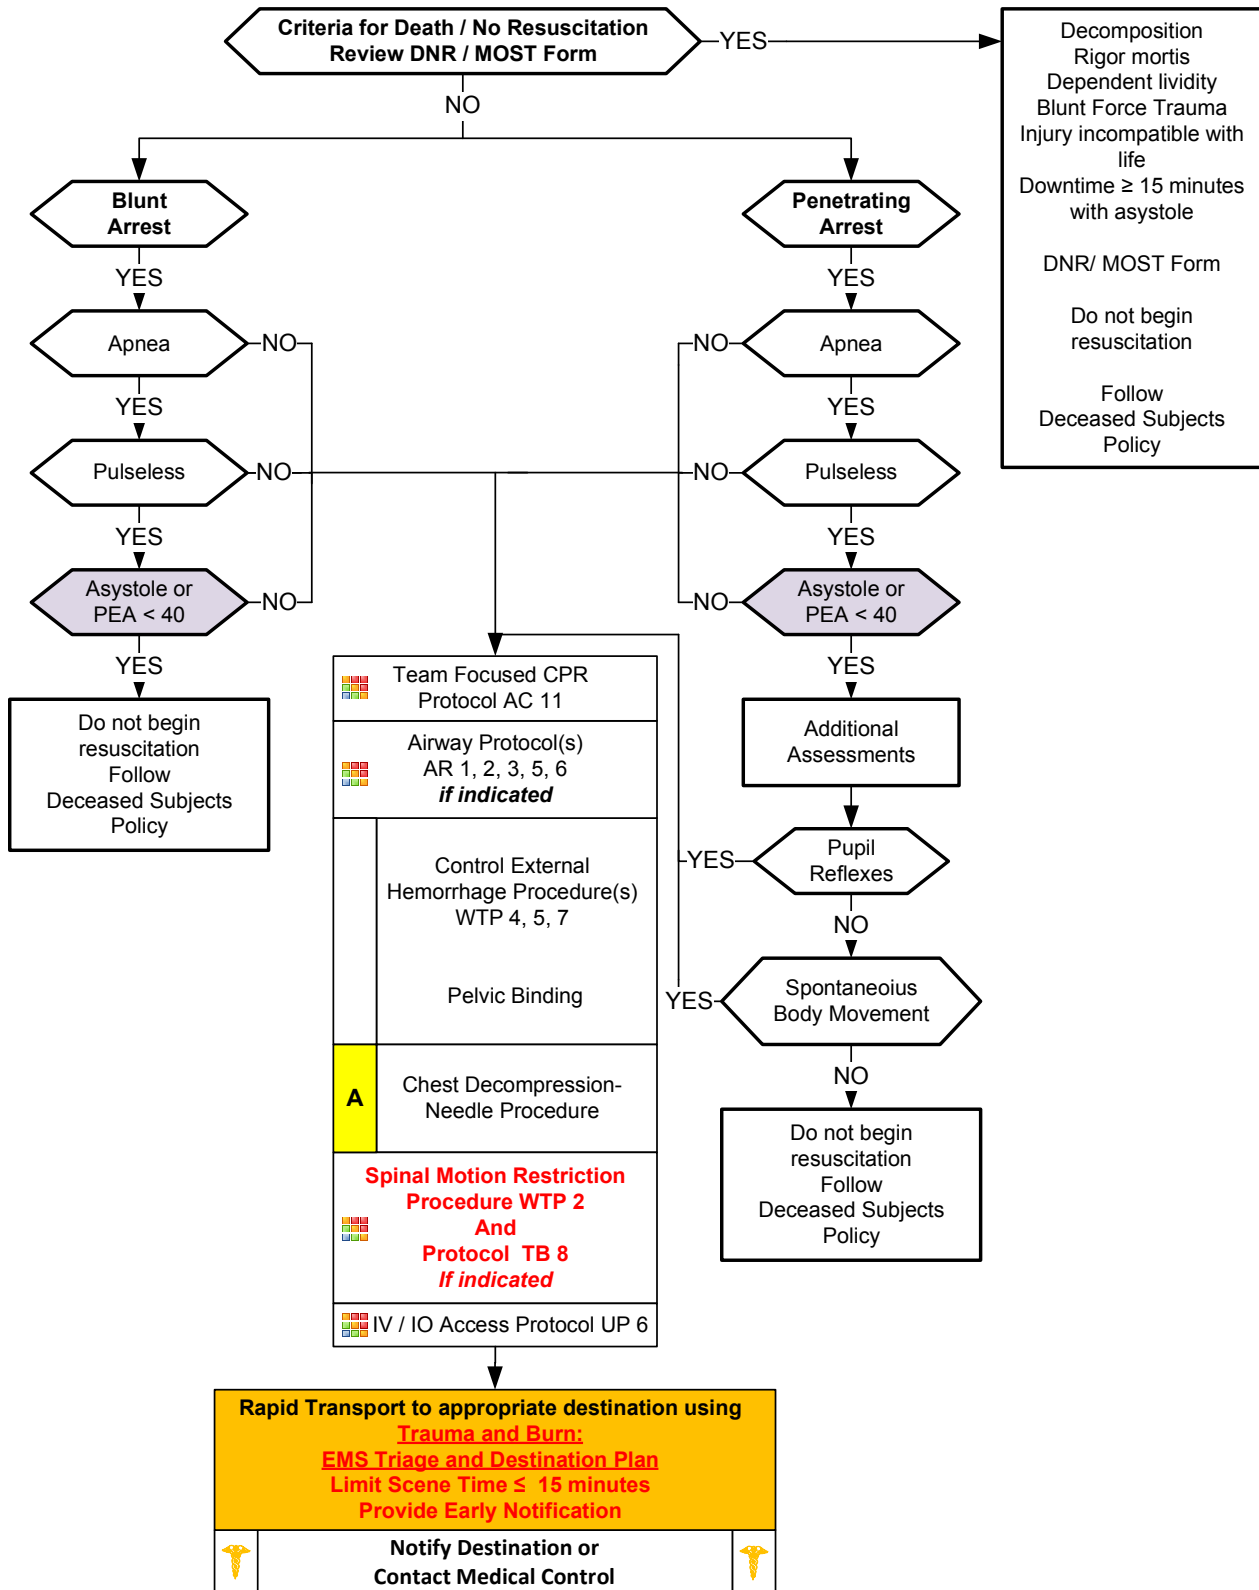 Criteria for Death / No Resuscitation
Review DNR / MOST Form
YES
Decomposition
Rigor mortis
Dependent lividity
Blunt Force Trauma
Injury incompatible with
life
Downtime ≥ 15 minutes
with asystole
DNR/ MOST Form
Do not begin
resuscitation
Follow
Deceased Subjects
Policy
NO
Blunt
Arrest
YES
Apnea
NO
YES
Pulseless
NO
YES
Asystole or
PEA < 40
NO
YES
Do not begin
resuscitation
Follow
Deceased Subjects
Policy
Penetrating
Arrest
YES
NO
Apnea
YES
NO
Pulseless
YES
NO
Asystole or
PEA < 40
YES
Additional
Assessments
YES
Pupil
Reflexes
NO
YES
Spontaneoius
Body Movement
NO
Do not begin
resuscitation
Follow
Deceased Subjects
Policy
Team Focused CPR
Protocol AC 11
Airway Protocol(s)
AR 1, 2, 3, 5, 6
if indicated
Control External
Hemorrhage Procedure(s)
WTP 4, 5, 7
Pelvic Binding
A
Chest Decompression-
Needle Procedure
Spinal Motion Restriction
Procedure WTP 2
And
Protocol  TB 8
If indicated
IV / IO Access Protocol UP 6
Rapid Transport to appropriate destination using
Trauma and Burn:
EMS Triage and Destination Plan
Limit Scene Time ≤  15 minutes
Provide Early Notification
Notify Destination or
Contact Medical Control